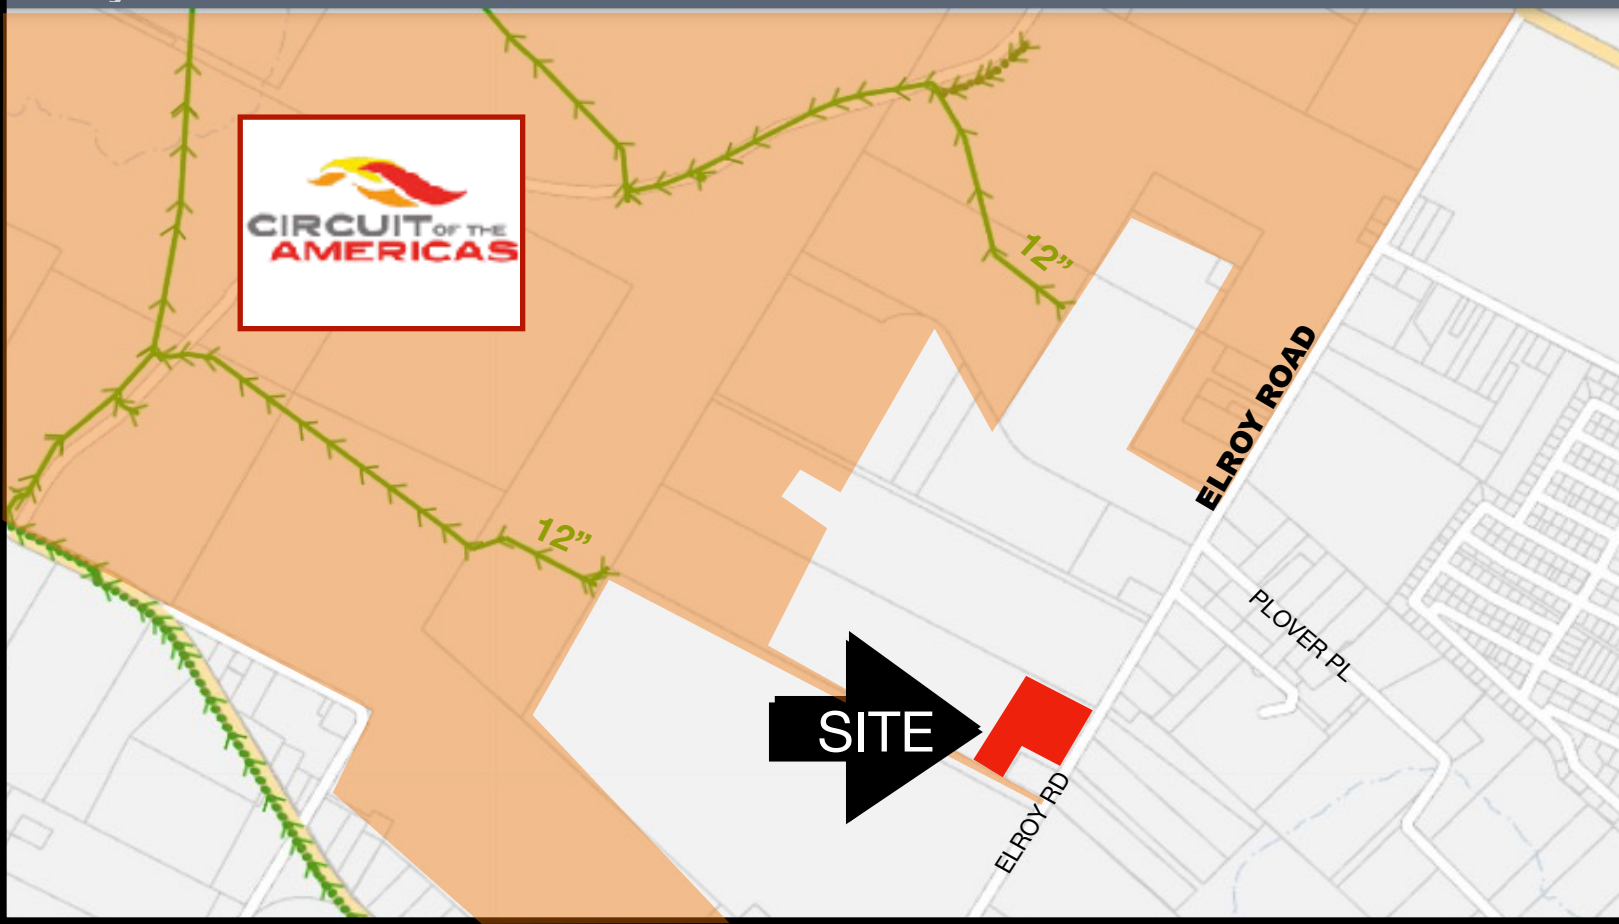 CIRCUIT OF THE
AMERICAS
12”
ELROY ROAD
12”
PLOVER PL
SITE
ELROY RD